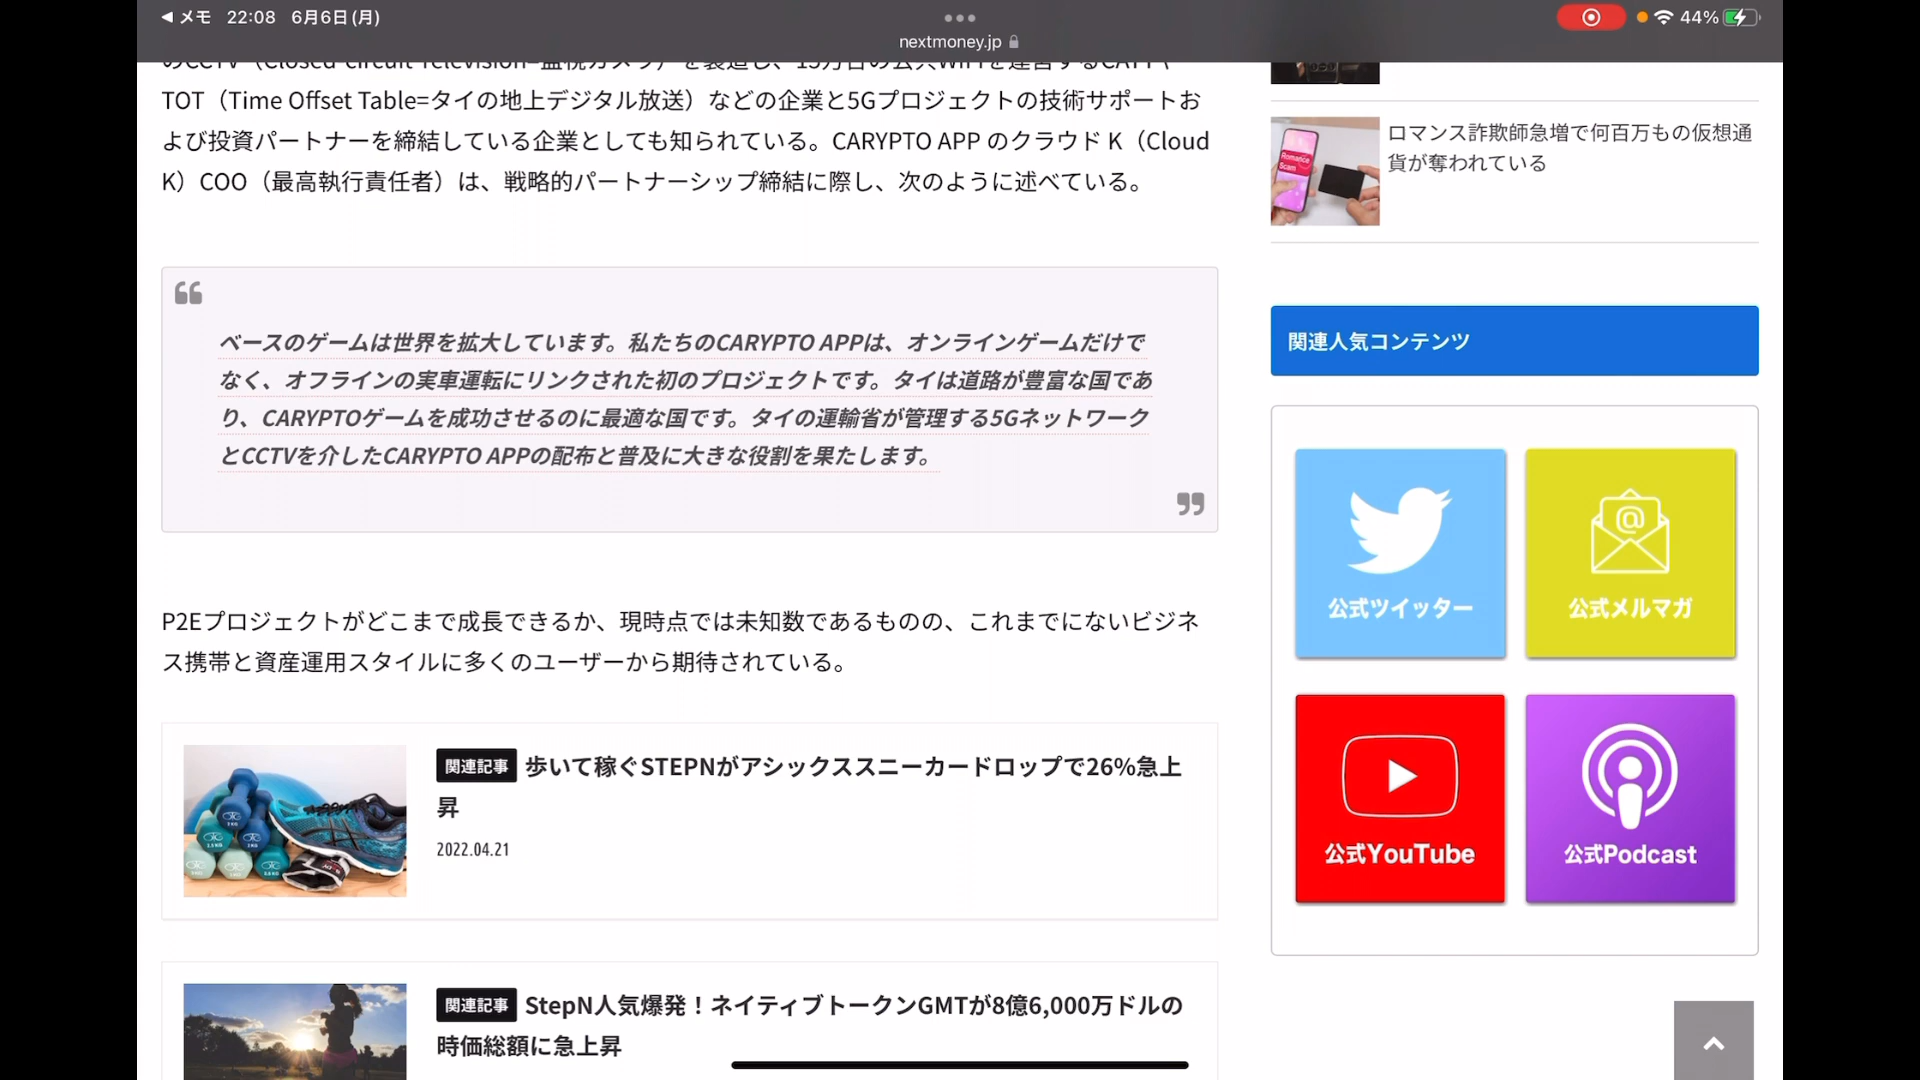 メモ 22:08 6月6日(月)
44%
nextmoney.jp
のCCTV（Closed-circuit Television=監視カメラ）を製造し、
TOT（Time Offset Table=タイの地上デジタル放送）などの企業と5Gプロジェクトの技術サポートお
よび投資パートナーを締結している企業としても知られている。CARYPTO APP のクラウド K（Cloud
K）COO（最高執行責任者）は、戦略的パートナーシップ締結に際し、次のように述べている。
ベースのゲームは世界を拡大しています。私たちのCARYPTO APPは、オンラインゲームだけで
なく、オフラインの実車運転にリンクされた初のプロジェクトです。タイは道路が豊富な国であ
り、CARYPTOゲームを成功させるのに最適な国です。タイの運輸省が管理する5Gネットワーク
とCCTVを介したCARYPTO APPの配布と普及に大きな役割を果たします。
P2Eプロジェクトがどこまで成長できるか、現時点では未知数であるものの、これまでにないビジネ
ス携帯と資産運用スタイルに多くのユーザーから期待されている。
関連記事 歩いて稼ぐSTEPNがアシックススニーカードロップで26%急上
昇
2022.04.21
関連記事 StepN人気爆発！ネイティブトークンGMTが8億6,000万ドルの
時価総額に急上昇
Romance
Scam
ロマンス詐欺師急増で何百万もの仮想通
貨が奪われている
関連人気コンテンツ
公式ツイッター
公式メルマガ
公式YouTube
公式Podcast